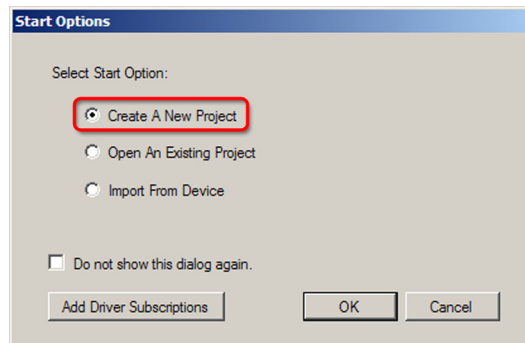 Start Options
Select Start Option:
Create A New Project
Open An Existing Project
Import From Device
Do not show this dialog again.
Add Driver Subscriptions OK Cancel